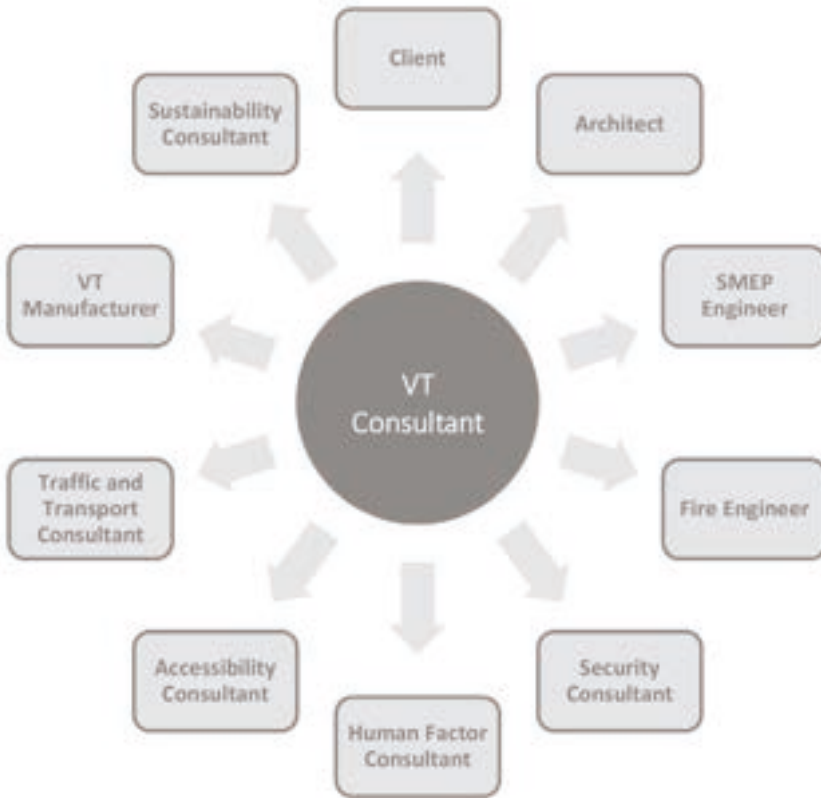 Client
Architect
SMEP
Engineer
Fire Engineer
Security
Consultant
Human Factor
Consultant
Accessibility
Consultant
Traffic and
Transport
Consultant
VT
Manufacturer
Sustainability
Consultant
VT
Consultant